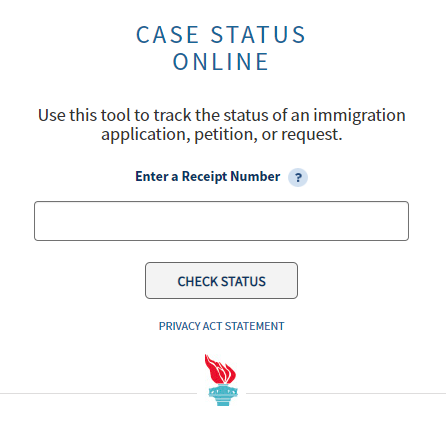 CASE STATUS
ONLINE
Use this tool to track the status of an immigration
application, petition, or request.
Enter a Receipt Number ?
CHECK STATUS
PRIVACY ACT STATEMENT